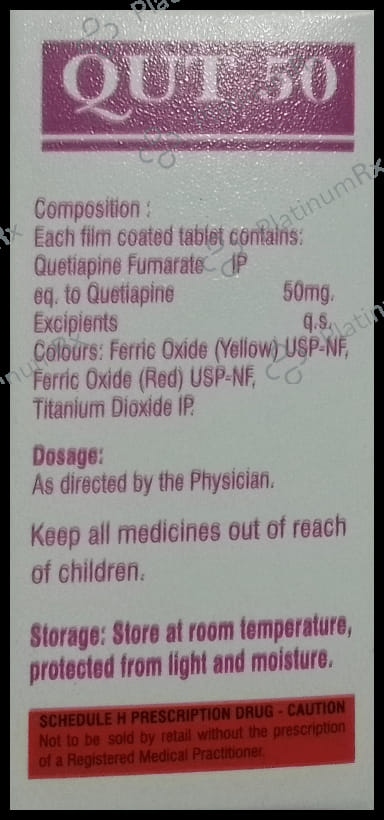 QUT 50
Composition :
Each film coated tablet contains:
Quetiapine Fumarate IP
eq. to Quetiapine 50mg.
Excipients q.s.
Colours: Ferric Oxide (Yellow) USP-NF,
Ferric Oxide (Red) USP-NF,
Titanium Dioxide IP.
Dosage:
As directed by the Physician.
Keep all medicines out of reach
of children.
Storage: Store at room temperature,
protected from light and moisture.
SCHEDULE H PRESCRIPTION DRUG - CAUTION
Not to be sold by retail without the prescription
of a Registered Medical Practitioner.
PlatinumRx